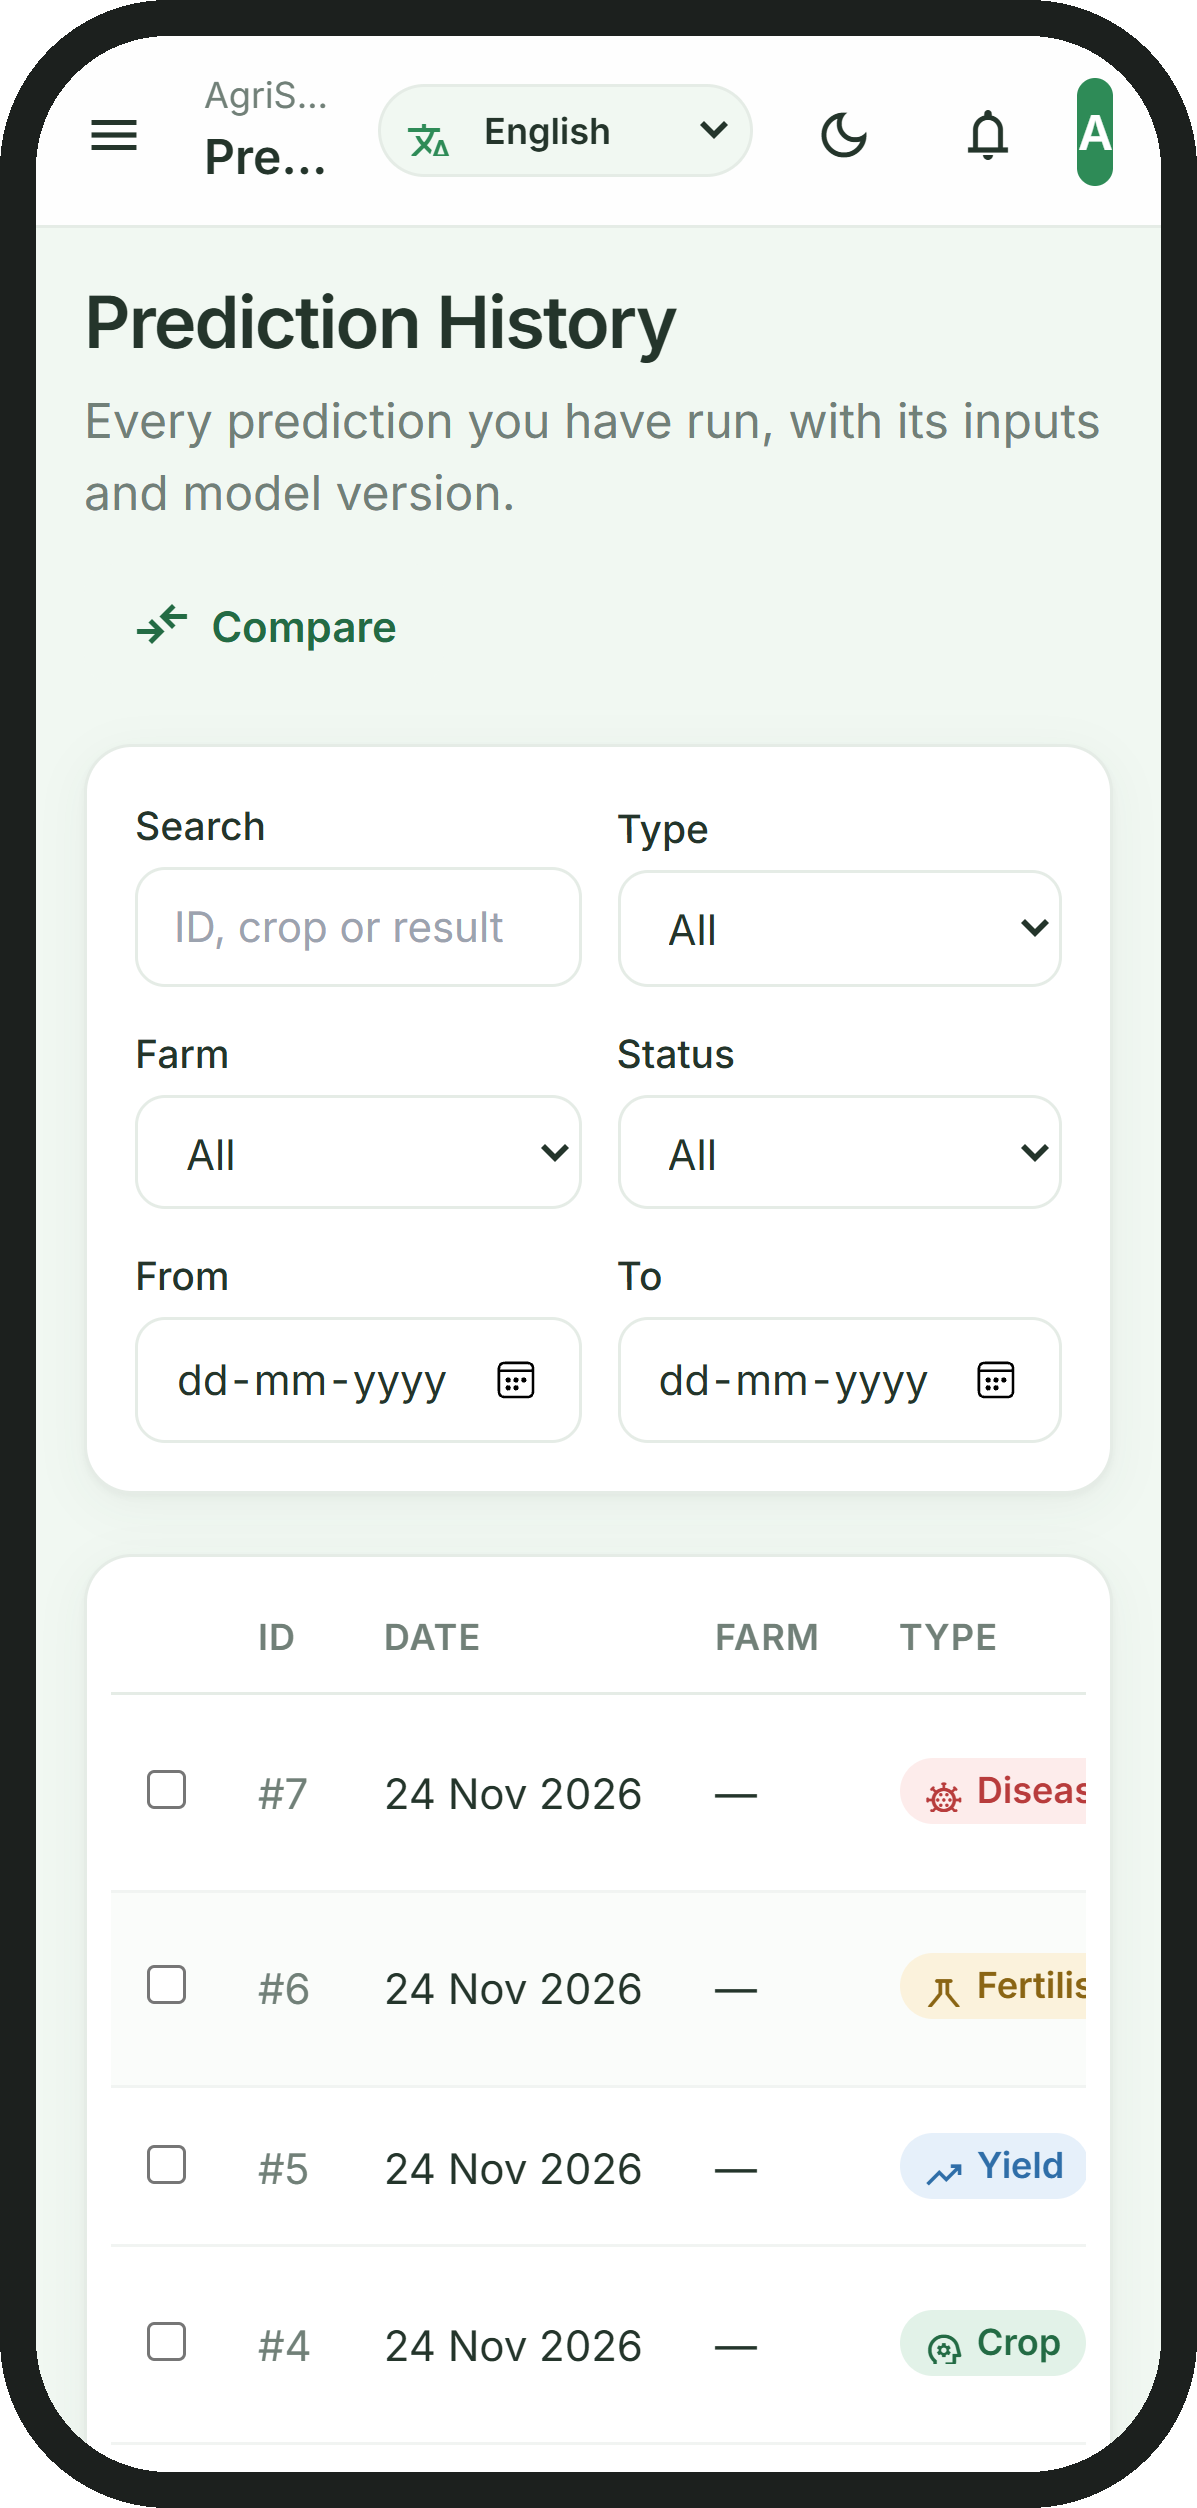 AgriS...
Pre...
English
A
Prediction History
Every prediction you have run, with its inputs
and model version.
Compare
Search
Type
ID, crop or result
All
Farm
Status
All
All
From
To
dd-mm-yyyy
dd-mm-yyyy
ID DATE FARM TYPE
#7 24 Nov 2026 — Diseas
#6 24 Nov 2026 — Fertilis
#5 24 Nov 2026 — Yield
#4 24 Nov 2026 — Crop